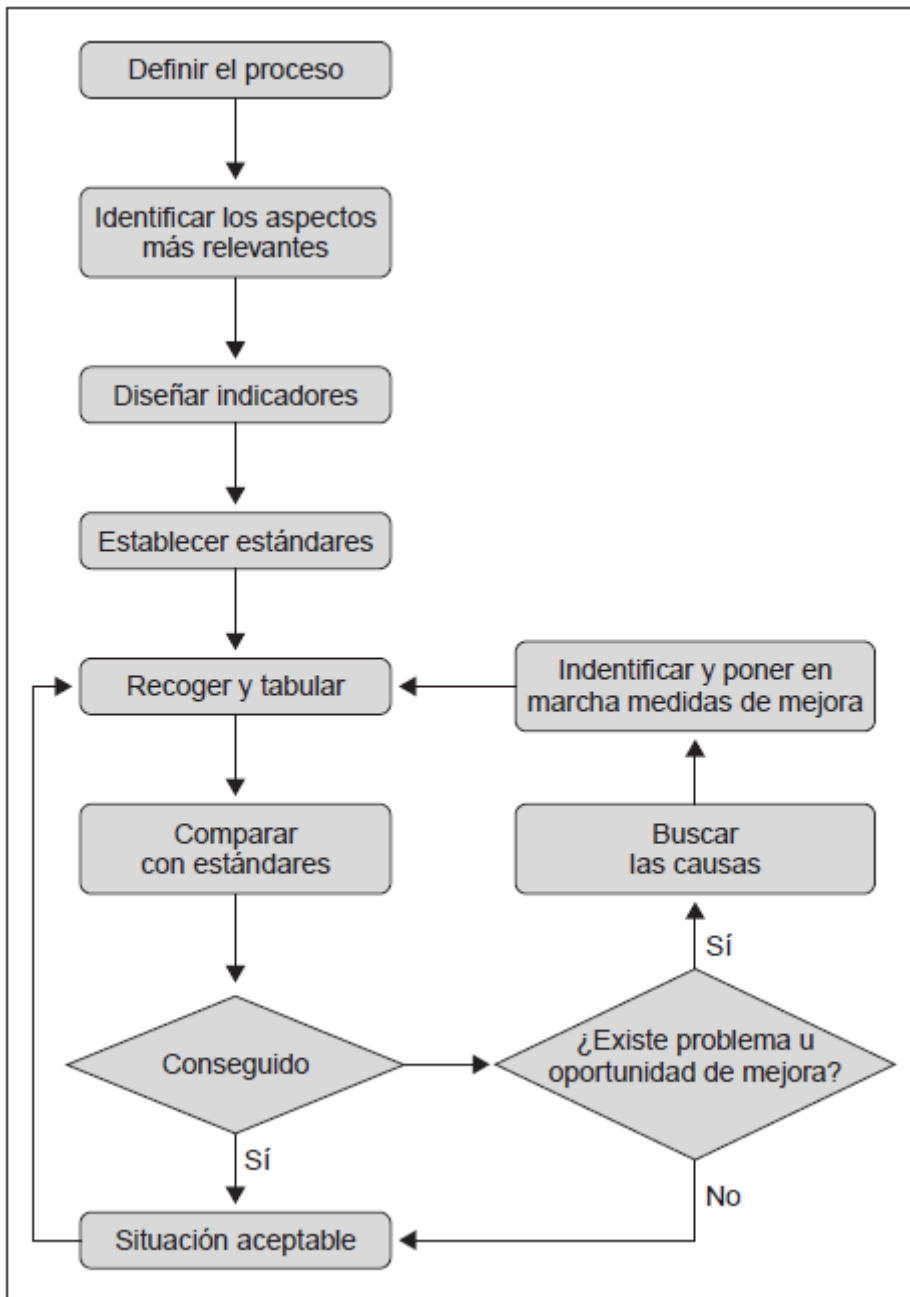 Definir el proceso
Identificar los aspectos
más relevantes
Diseñar indicadores
Establecer estándares
Recoger y tabular
Indentificar y poner en
marcha medidas de mejora
Comparar
con estándares
Buscar
las causas
Sí
Conseguido
¿Existe problema u
oportunidad de mejora?
Sí
No
Situación aceptable